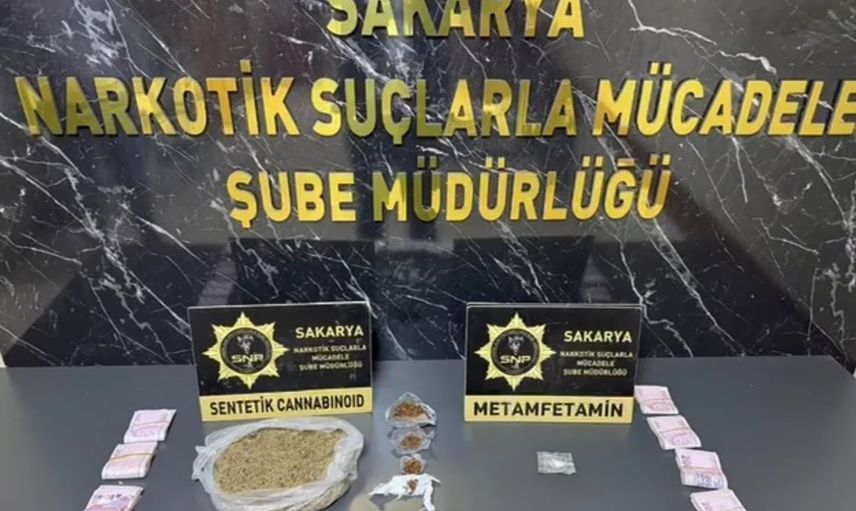 SAKARYA
NARKOTİK SUÇLARLA MÜCADELE
ŞUBE MÜDÜRLÜĞÜ
SNP
SAKARYA
NARKOTİK SUÇLARLA
MÜCADELE
ŞUBE MÜDÜRLÜĞÜ
SENTETİK CANNABINOID
SNP
SAKARYA
NARKOTİK SUÇLARLA
MÜCADELE
ŞUBE MÜDÜRLÜĞÜ
METAMFETAMİN